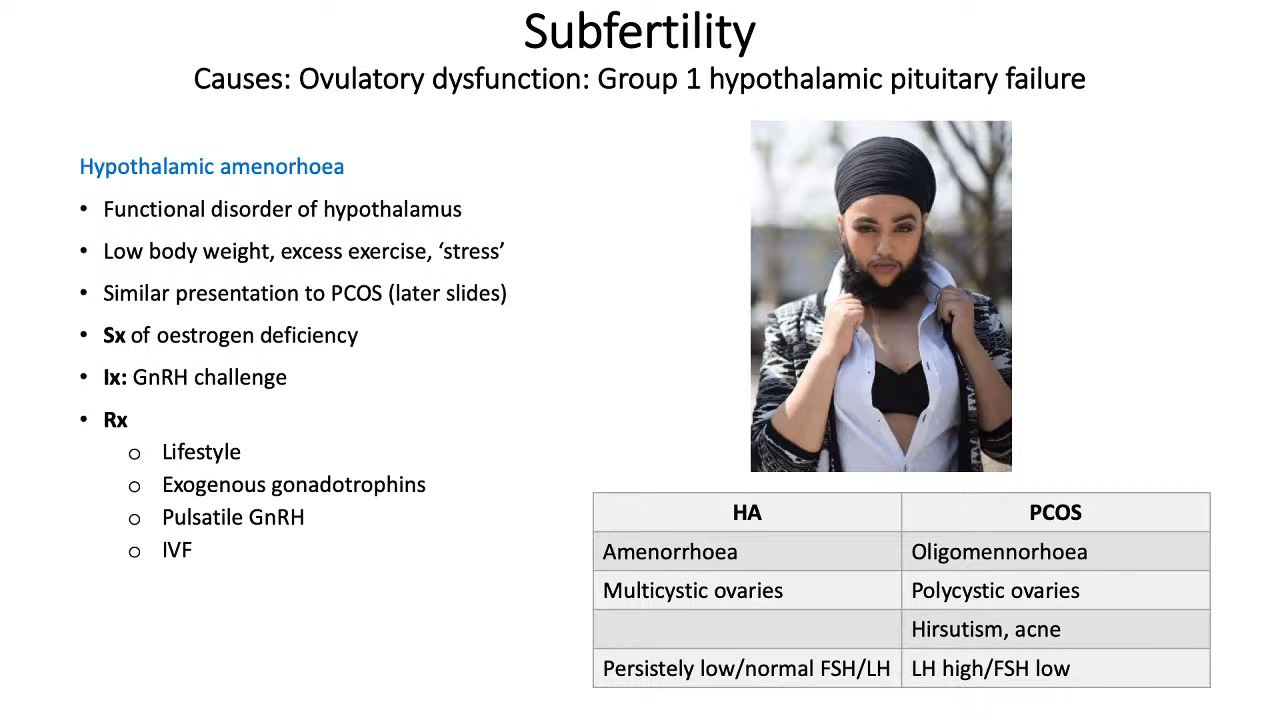 Subfertility
Causes: Ovulatory dysfunction: Group 1 hypothalamic pituitary failure
Hypothalamic amenorhoea
• Functional disorder of hypothalamus
• Low body weight, excess exercise, ‘stress’
• Similar presentation to PCOS (later slides)
• Sx of oestrogen deficiency
• Ix: GnRH challenge
• Rx
o Lifestyle
o Exogenous gonadotrophins
o Pulsatile GnRH
o IVF
HA PCOS
Amenorrhoea Oligomennorhoea
Multicystic ovaries Polycystic ovaries
Hirsutism, acne
Persistely low/normal FSH/LH LH high/FSH low